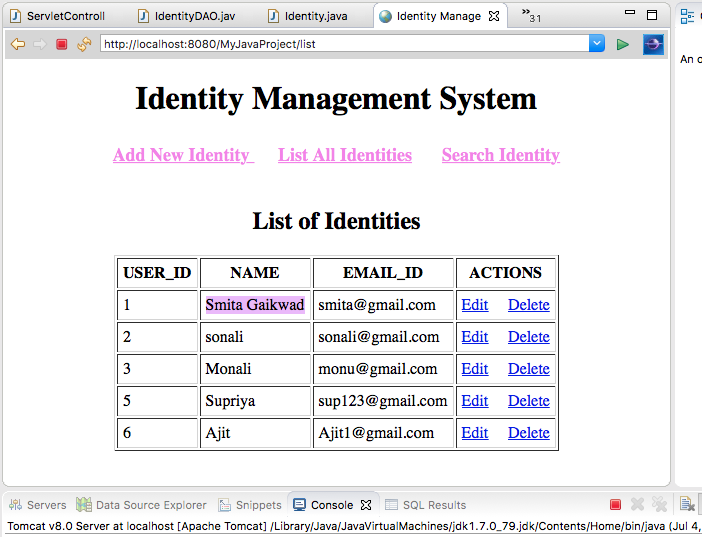 ServletControll IdentityDAO.jav Identity.java Identity Manage »31
http://localhost:8080/MyJavaProject/list
An o
Identity Management System
Add New Identity List All Identities Search Identity
List of Identities
USER_ID NAME EMAIL_ID ACTIONS
1 Smita Gaikwad smita@gmail.com Edit Delete
2 sonali sonali@gmail.com Edit Delete
3 Monali monu@gmail.com Edit Delete
5 Supriya sup123@gmail.com Edit Delete
6 Ajit Ajit1@gmail.com Edit Delete
Servers Data Source Explorer Snippets Console SQL Results
Tomcat v8.0 Server at localhost [Apache Tomcat] /Library/Java/JavaVirtualMachines/jdk1.7.0_79.jdk/Contents/Home/bin/java (Jul 4,